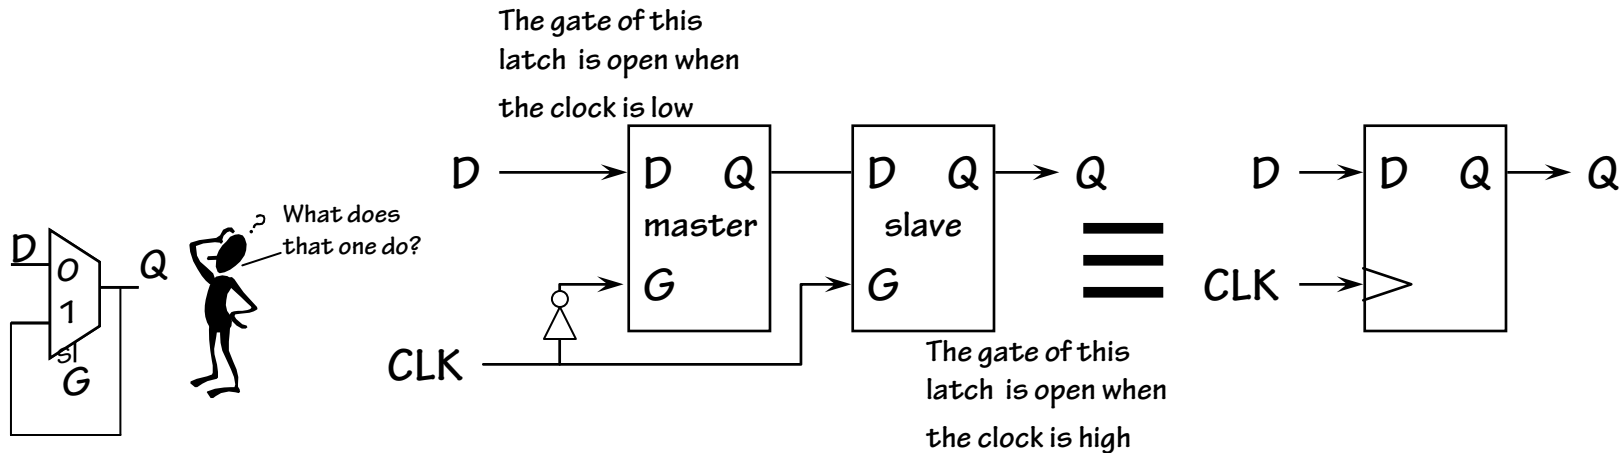 The gate of this
latch is open when
the clock is low
D
0
1
sl
G
Q
?
What does
that one do?
D
D Q
master
G
CLK
D Q
slave
G
Q
The gate of this
latch is open when
the clock is high
D
CLK
D Q
Q